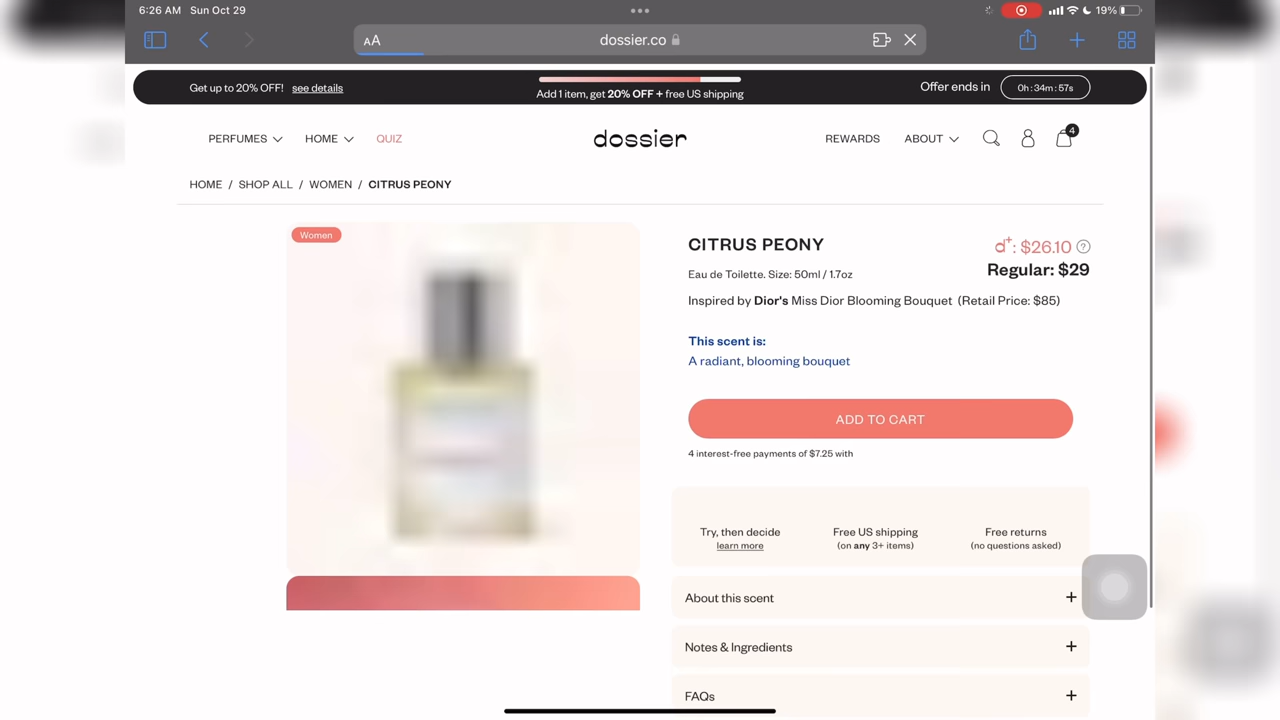 6:26 AM Sun Oct 29
19%
AA
dossier.co
Get up to 20% OFF! see details
Add 1 item, get 20% OFF + free US shipping
Offer ends in 0h : 34m : 57s
PERFUMES HOME QUIZ
dossier
REWARDS ABOUT 4
HOME / SHOP ALL / WOMEN / CITRUS PEONY
Women
CITRUS PEONY
d+: $26.10 ?
Regular: $29
Eau de Toilette. Size: 50ml / 1.7oz
Inspired by Dior's Miss Dior Blooming Bouquet (Retail Price: $85)
This scent is:
A radiant, blooming bouquet
ADD TO CART
4 interest-free payments of $7.25 with
Try, then decide
learn more
Free US shipping
(on any 3+ items)
Free returns
(no questions asked)
About this scent +
Notes & Ingredients +
FAQs +